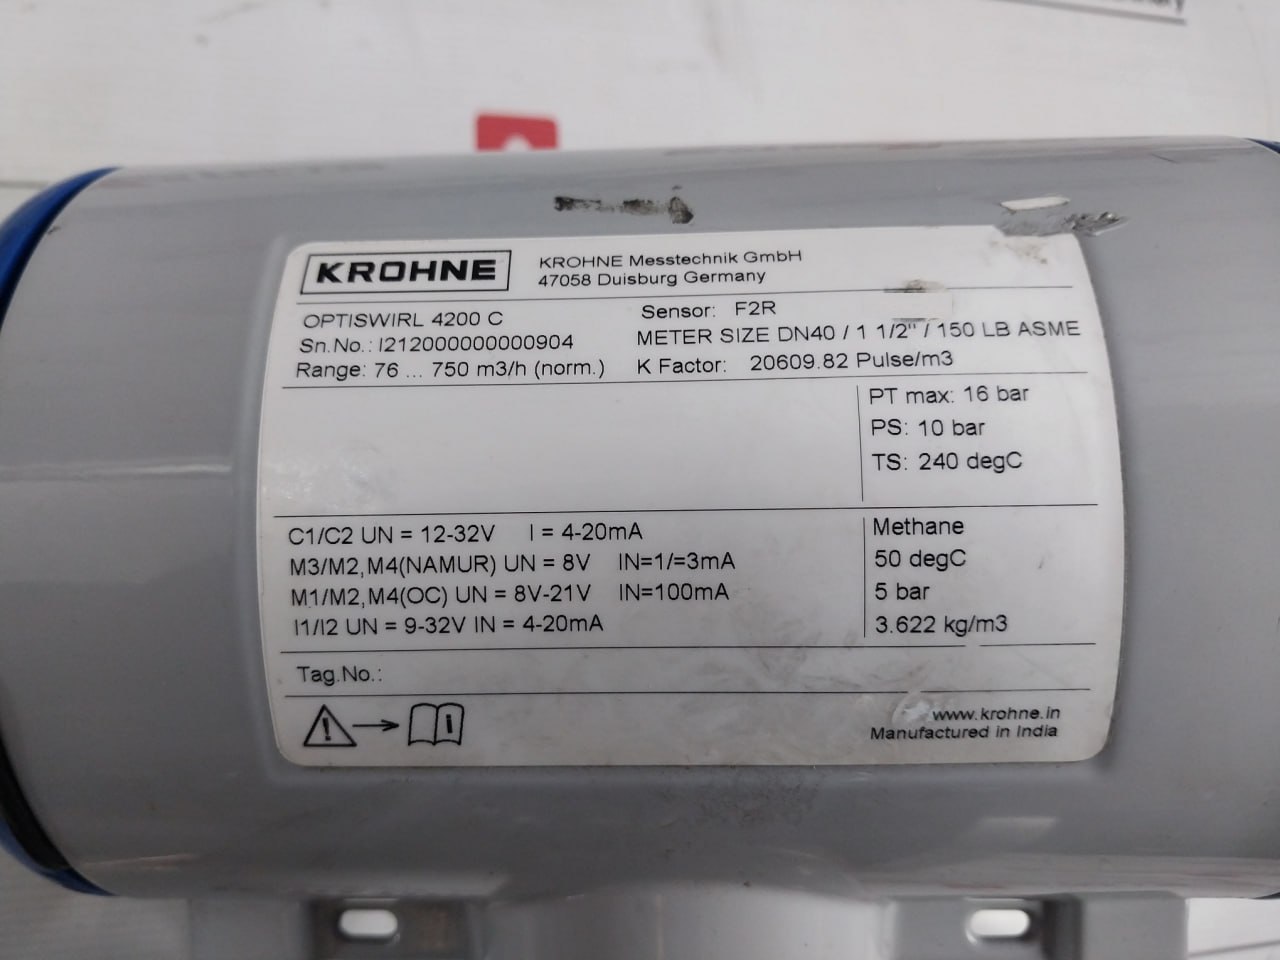 KROHNE
KROHNE Messtechnik GmbH
47058 Duisburg Germany
OPTISWIRL 4200 C
Sn.No.: I212000000000904
Range: 76 ... 750 m3/h (norm.)
Sensor: F2R
METER SIZE DN40 / 1 1/2" / 150 LB ASME
K Factor: 20609.82 Pulse/m3
PT max: 16 bar
PS: 10 bar
TS: 240 degC
C1/C2 UN = 12-32V I = 4-20mA
M3/M2,M4(NAMUR) UN = 8V IN=1/=3mA
M1/M2,M4(OC) UN = 8V-21V IN=100mA
I1/I2 UN = 9-32V IN = 4-20mA
Methane
50 degC
5 bar
3.622 kg/m3
Tag.No.:
www.krohne.in
Manufactured in India